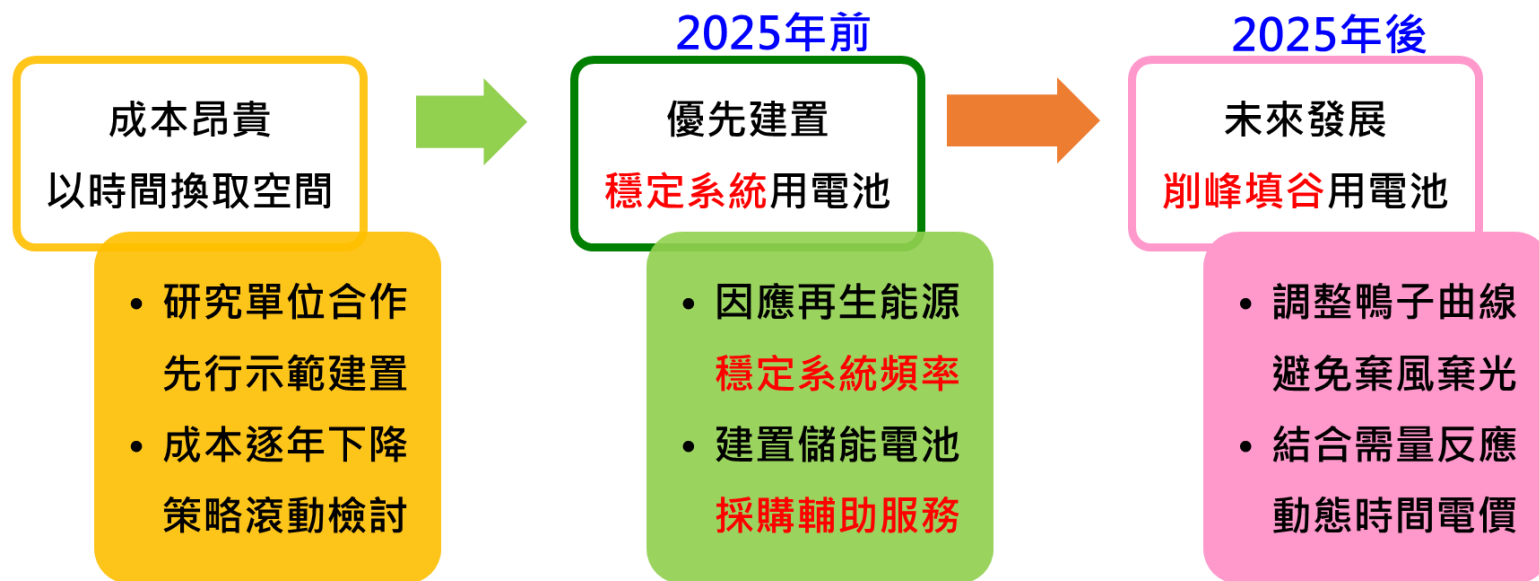 成本昂貴
以時間換取空間
• 研究單位合作
先行示範建置
• 成本逐年下降
策略滾動檢討
2025年前
優先建置
穩定系統用電池
• 因應再生能源
穩定系統頻率
• 建置儲能電池
採購輔助服務
2025年後
未來發展
削峰填谷用電池
• 調整鴨子曲線
避免棄風棄光
• 結合需量反應
動態時間電價